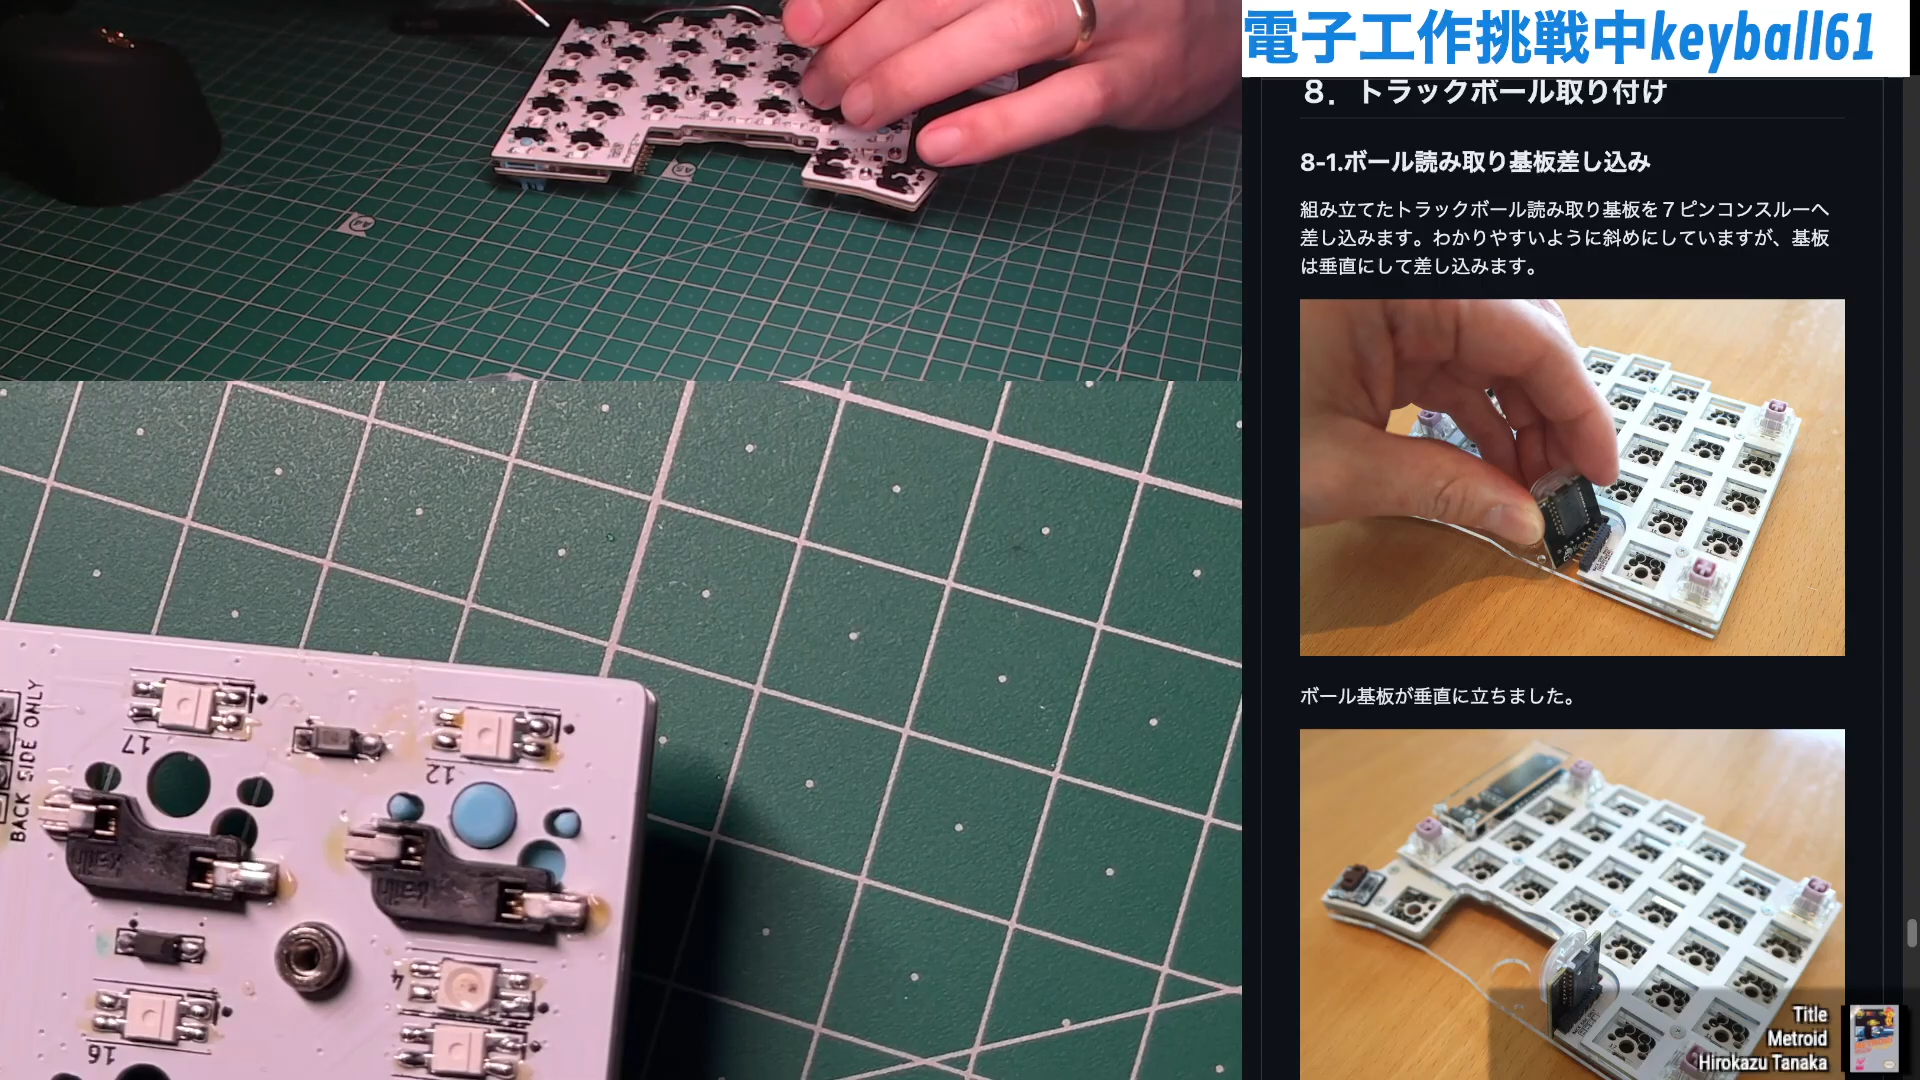 電子工作挑戦中keyball61
8. トラックボール取り付け
8-1.ボール読み取り基板差し込み
組み立てたトラックボール読み取り基板を７ピンコンスルーへ
差し込みます。わかりやすいように斜めにしていますが、基板
は垂直にして差し込みます。
ボール基板が垂直に立ちました。
BACK SIDE ONLY
17
12
4
16
Title
Metroid
Hirokazu Tanaka